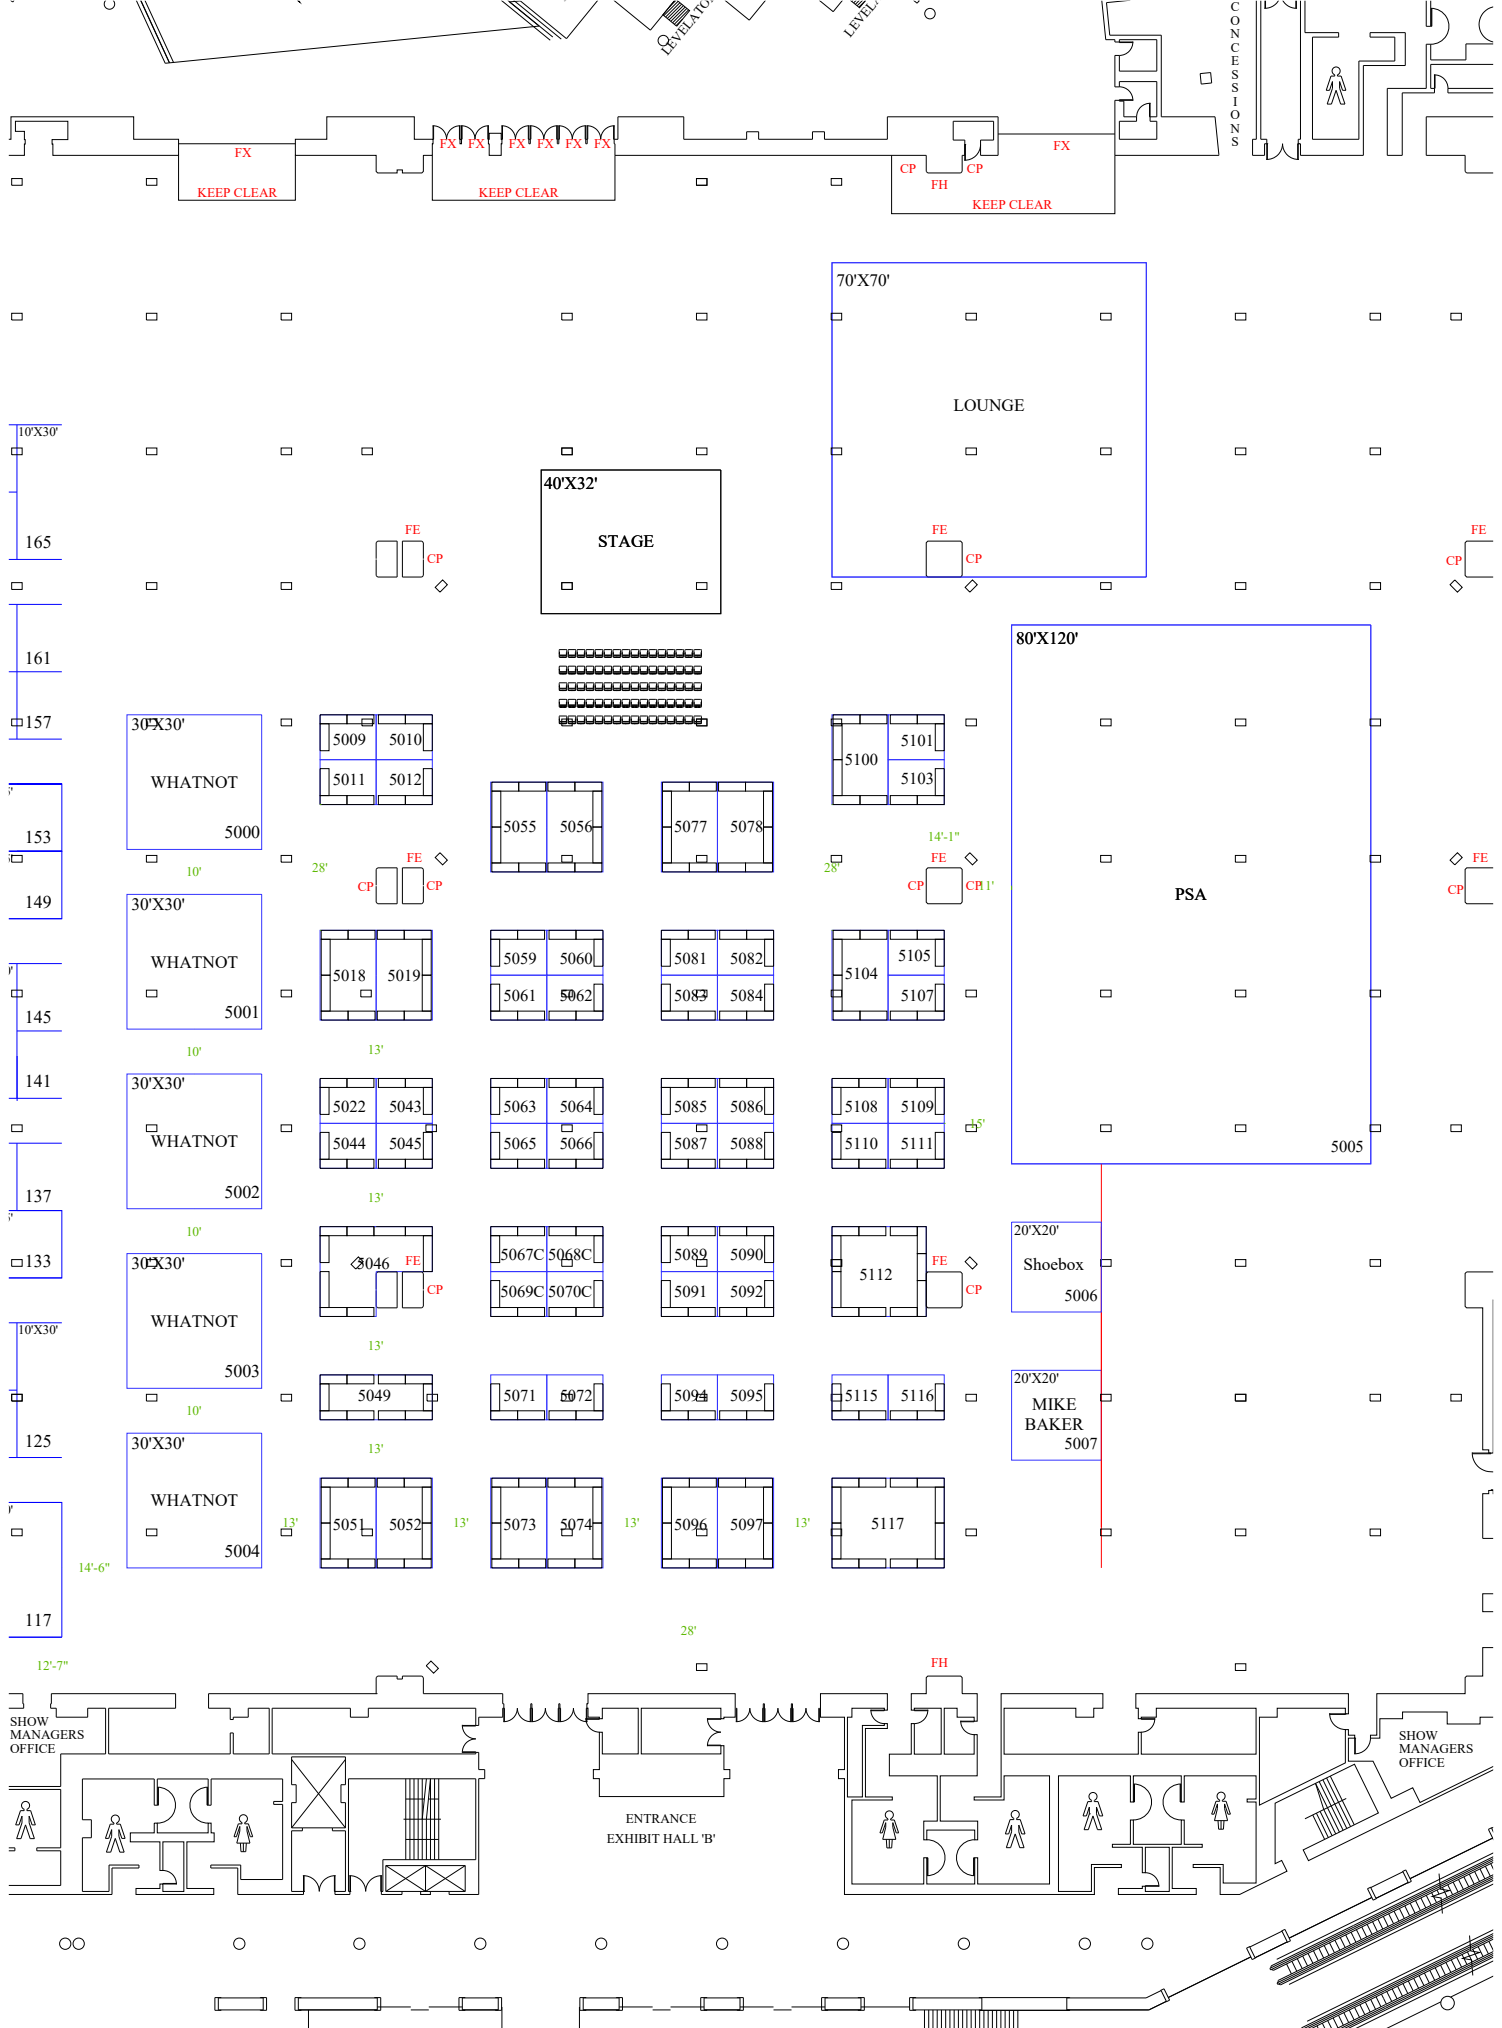 LEVELATO
LEVELA
CONCESSIONS
FX
FX FX FX FX FX FX
FX
CP
CP
FH
KEEP CLEAR
KEEP CLEAR
KEEP CLEAR
70'X70'
LOUNGE
10'X30'
165
40'X32'
STAGE
FE
CP
FE
CP
FE
CP
161
157
80'X120'
PSA
5005
30'X30'
WHATNOT
5000
5009 5010
5011 5012
5055 5056
5077 5078
5100
5101
5103
153
149
10'
28'
FE
CP
CP
28'
14'-1"
FE
CP
CP
11'
FE
CP
30'X30'
WHATNOT
5001
5018 5019
5059 5060
5061 5062
5081 5082
5083 5084
5104
5105
5107
145
141
10'
13'
30'X30'
WHATNOT
5002
5022 5043
5044 5045
5063 5064
5065 5066
5085 5086
5087 5088
5108 5109
5110 5111
15'
137
133
10'
13'
30'X30'
WHATNOT
5003
5046
FE
CP
5067C 5068C
5069C 5070C
5089 5090
5091 5092
5112
FE
CP
20'X20'
Shoebox
5006
10'X30'
125
10'
13'
5049
5071 5072
5094 5095
5115 5116
20'X20'
MIKE
BAKER
5007
13'
30'X30'
WHATNOT
5004
13'
5051 5052
13'
5073 5074
13'
5096 5097
13'
5117
117
14'-6"
12'-7"
28'
FH
SHOW
MANAGERS
OFFICE
SHOW
MANAGERS
OFFICE
ENTRANCE
EXHIBIT HALL 'B'